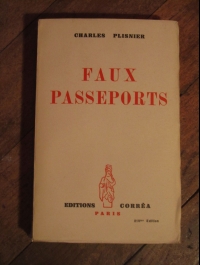 CHARLES PLISNIER
FAUX
PASSEPORTS
EDITIONS CORRÊA
PARIS